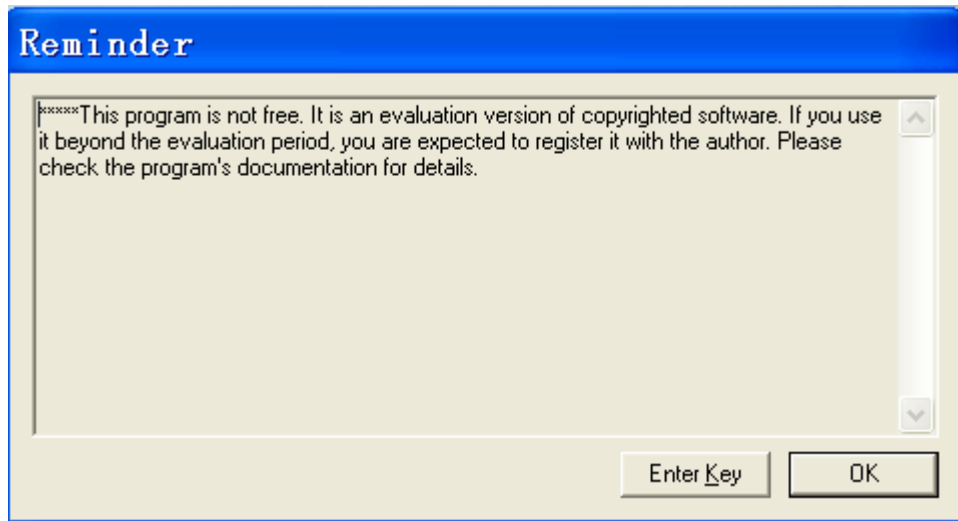 Reminder
*****This program is not free. It is an evaluation version of copyrighted software. If you use
it beyond the evaluation period, you are expected to register it with the author. Please
check the program's documentation for details.
Enter Key
OK